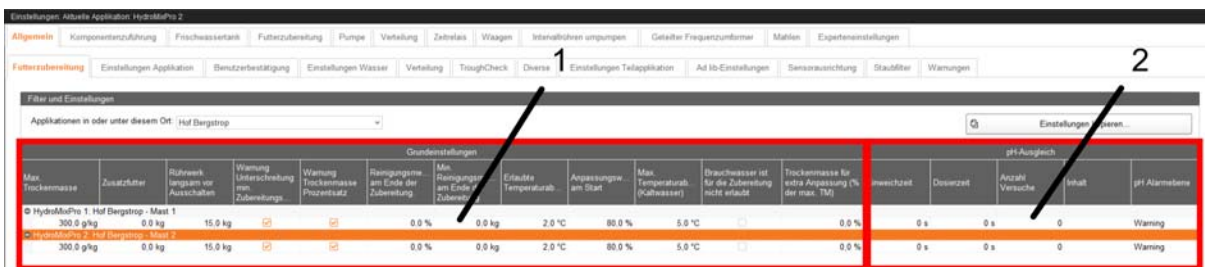 Einstellungen: Aktuelle Applikation: HydroMixPro 2
Allgemein Komponentenzuführung Frischwassertank Futterzubereitung Pumpe Verteilung Zeitrelais Waagen Intervallröhren umpumpen Geteilter Frequenzumformer Mahlen Experteneinstellungen
1 2
Futterzubereitung Einstellungen Applikation Benutzerbestätigung Einstellungen Wasser Verteilung TroughCheck Diverse Einstellungen Teilapplikation Ad lib-Einstellungen Sensorausrichtung Staubfilter Warnungen
Filter und Einstellungen
Applikationen in oder unter diesem Ort: Hof Bergstrop Einstellungen kopieren...
Grundeinstellungen pH-Ausgleich
Max. Trockenmasse Zusatzfutter Rührwerk langsam vor Ausschalten Warnung Unterschreitung min. Zubereitungs... Warnung Trockenmasse Prozentsatz Reinigungsme... am Ende der Zubereitung Min. Reinigungsm... am Ende der Zubereitung Erlaubte Temperaturab... Anpassungsw... am Start Max. Temperaturab... (Kaltwasser) Brauchwasser ist für die Zubereitung nicht erlaubt Trockenmasse für extra Anpassung (% der max. TM) Einweichzeit Dosierzeit Anzahl Versuche Inhalt pH Alarmebene
HydroMixPro 1: Hof Bergstrop - Mast 1
300,0 g/kg 0,0 kg 15,0 kg 0,0 % 0,0 kg 2,0 °C 80,0 % 5,0 °C 0,0 % 0 s 0 s 0 Warning
HydroMixPro 2: Hof Bergstrop - Mast 2
300,0 g/kg 0,0 kg 15,0 kg 0,0 % 0,0 kg 2,0 °C 80,0 % 5,0 °C 0,0 % 0 s 0 s 0 Warning